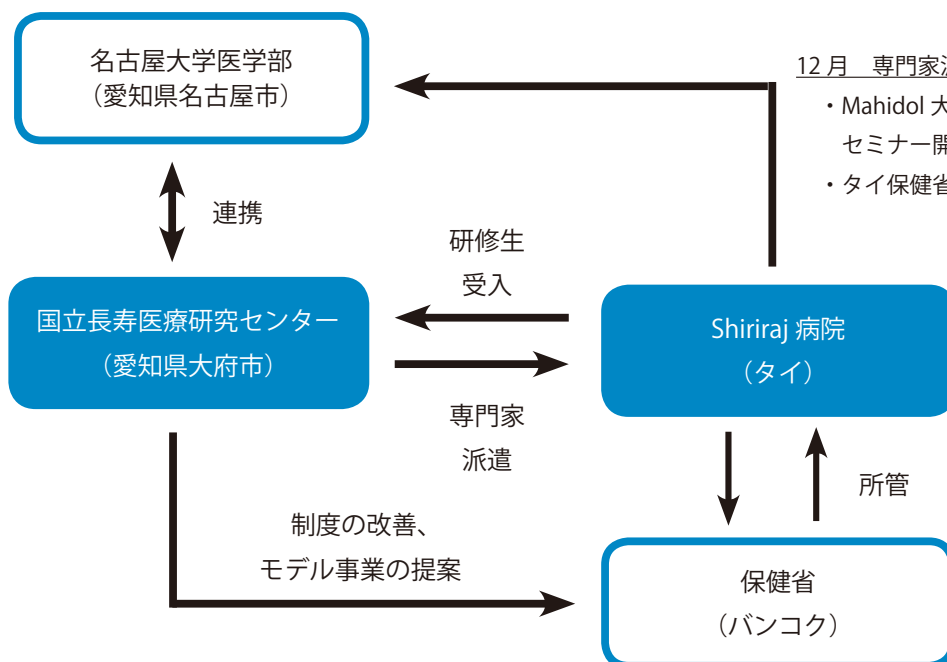 名古屋大学医学部
（愛知県名古屋市）
12 月　専門家派
・Mahidol 大
セミナー開
・タイ保健省
連携
研修生
受入
国立長寿医療研究センター
（愛知県大府市）
Shiriraj 病院
（タイ）
専門家
派遣
所管
制度の改善、
モデル事業の提案
保健省
（バンコク）